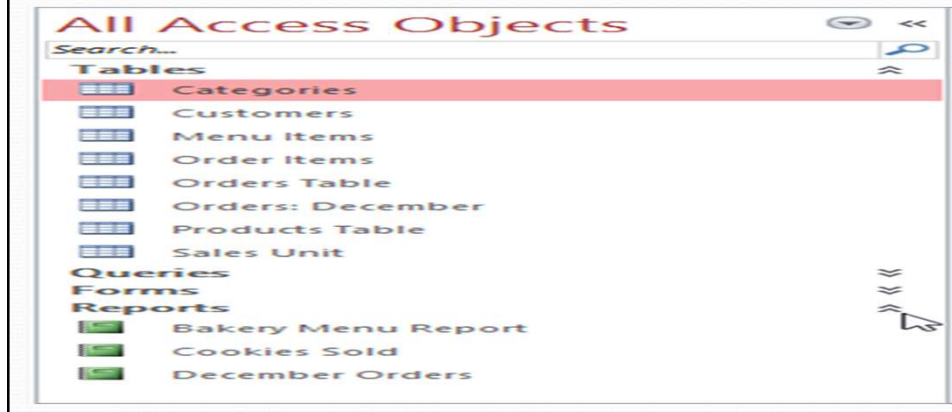 All Access Objects
Search...
Tables
Categories
Customers
Menu Items
Order Items
Orders Table
Orders: December
Products Table
Sales Unit
Queries
Forms
Reports
Bakery Menu Report
Cookies Sold
December Orders